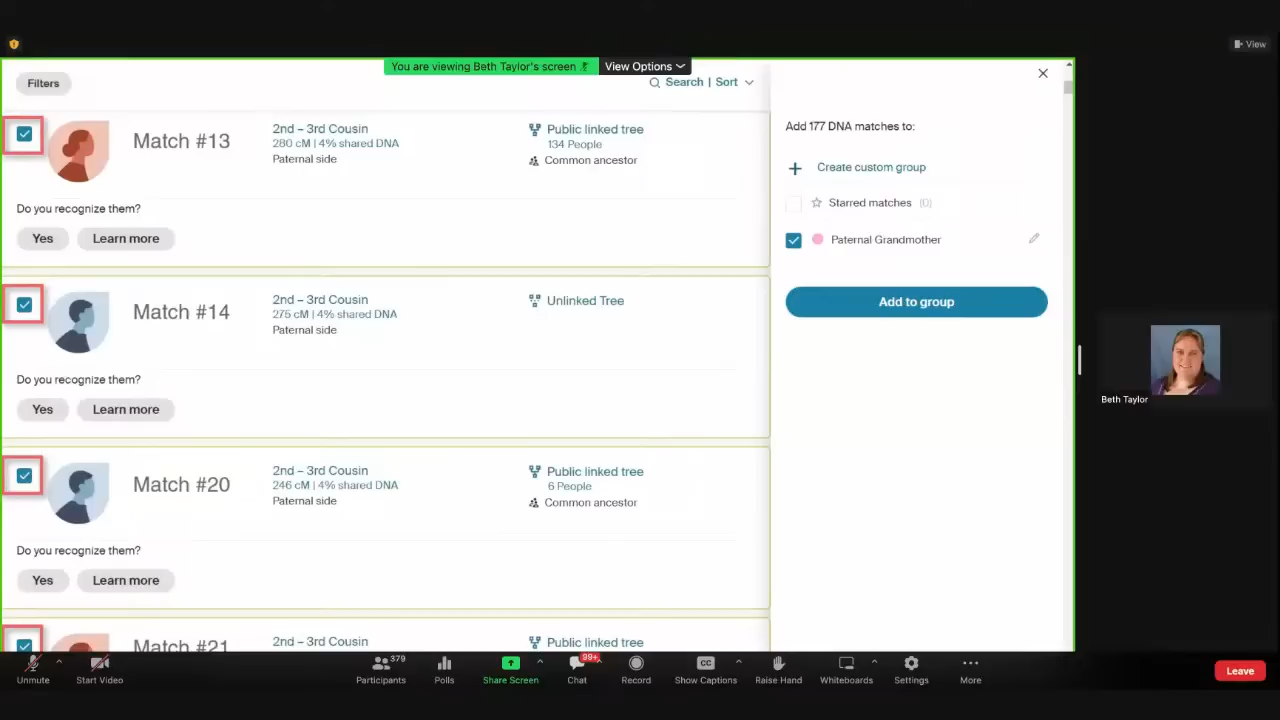 View
You are viewing Beth Taylor's screen
View Options
Filters
Search | Sort
Match #13
2nd – 3rd Cousin
280 cM | 4% shared DNA
Paternal side
Public linked tree
134 People
Common ancestor
Do you recognize them?
Yes
Learn more
Match #14
2nd – 3rd Cousin
275 cM | 4% shared DNA
Paternal side
Unlinked Tree
Do you recognize them?
Yes
Learn more
Match #20
2nd – 3rd Cousin
246 cM | 4% shared DNA
Paternal side
Public linked tree
6 People
Common ancestor
Do you recognize them?
Yes
Learn more
Match #21
2nd – 3rd Cousin
Public linked tree
Add 177 DNA matches to:
Create custom group
Starred matches (0)
Paternal Grandmother
Add to group
Beth Taylor
Unmute
Start Video
Participants
379
Polls
Share Screen
Chat
99+
Record
CC
Show Captions
Raise Hand
Whiteboards
Settings
More
Leave